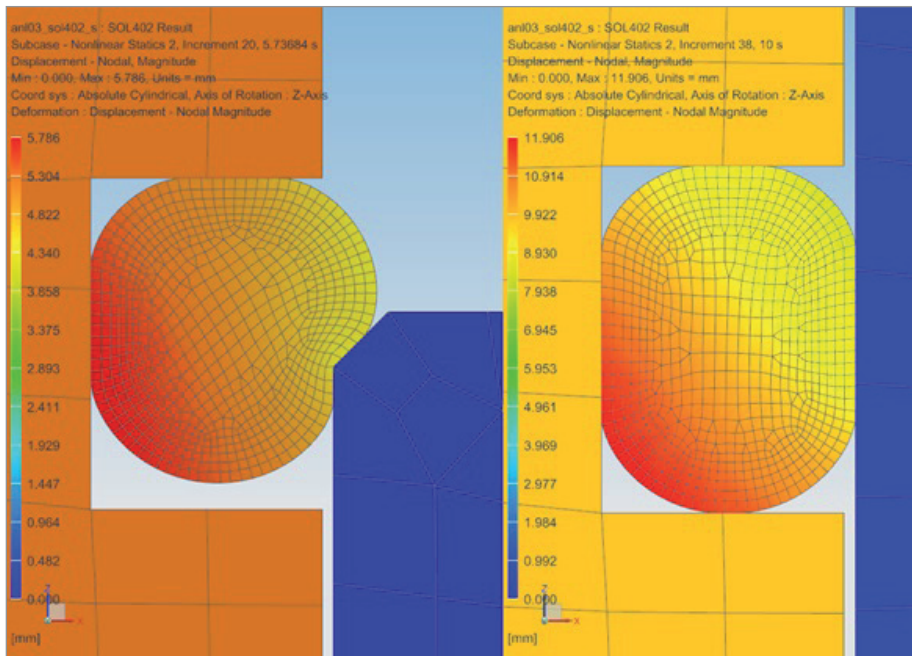 anl03_sol402_s : SOL402 Result
Subcase - Nonlinear Statics 2, Increment 20, 5.73684 s
Displacement - Nodal, Magnitude
Min : 0.000, Max : 5.786, Units = mm
Coord sys : Absolute Cylindrical, Axis of Rotation : Z-Axis
Deformation : Displacement - Nodal Magnitude
5.786
5.304
4.822
4.340
3.858
3.375
2.893
2.411
1.929
1.447
0.964
0.482
0.000
Z
X
[mm]
anl03_sol402_s : SOL402 Result
Subcase - Nonlinear Statics 2, Increment 38, 10 s
Displacement - Nodal, Magnitude
Min : 0.000, Max : 11.906, Units = mm
Coord sys : Absolute Cylindrical, Axis of Rotation : Z-Axis
Deformation : Displacement - Nodal Magnitude
11.906
10.914
9.922
8.930
7.938
6.945
5.953
4.961
3.969
2.977
1.984
0.992
0.000
Z
X
[mm]